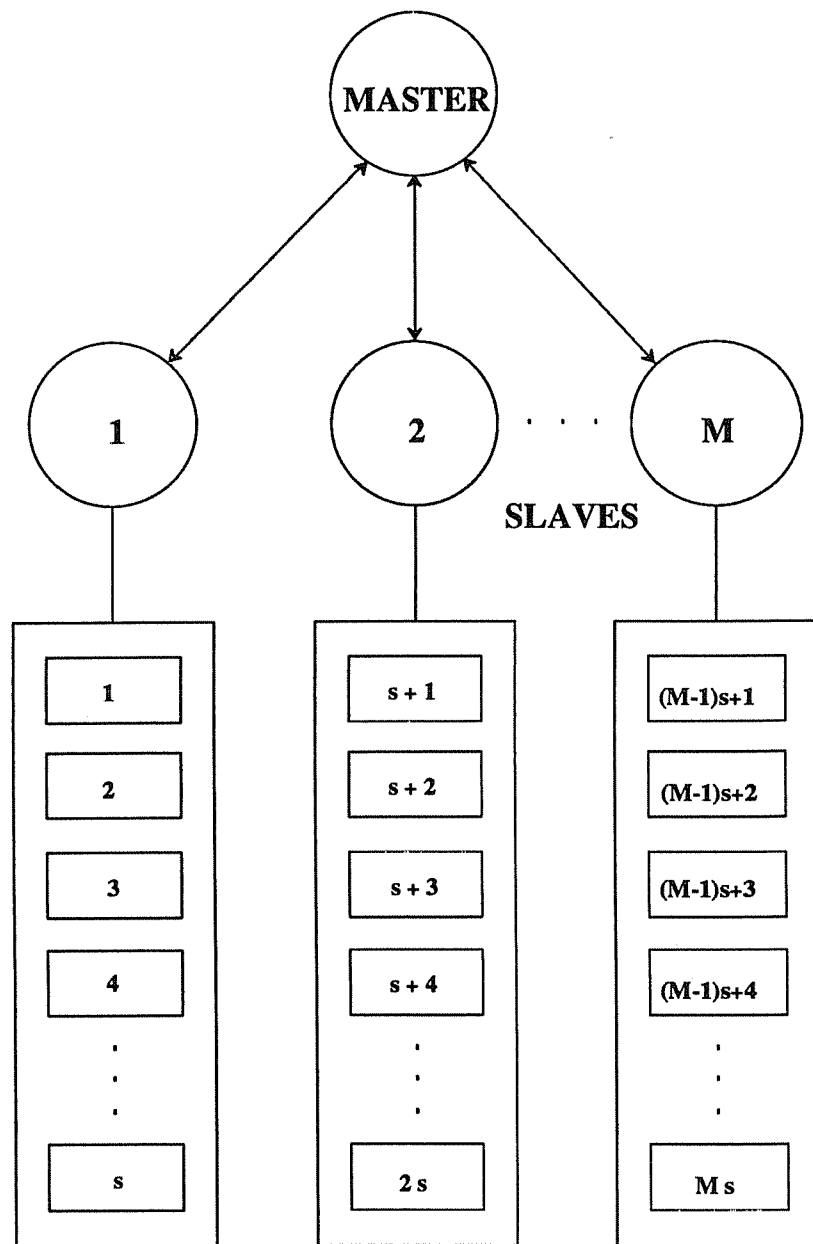 MASTER
1
2
. . .
M
SLAVES
1
s + 1
(M-1)s+1
2
s + 2
(M-1)s+2
3
s + 3
(M-1)s+3
4
s + 4
(M-1)s+4
s
2 s
M s